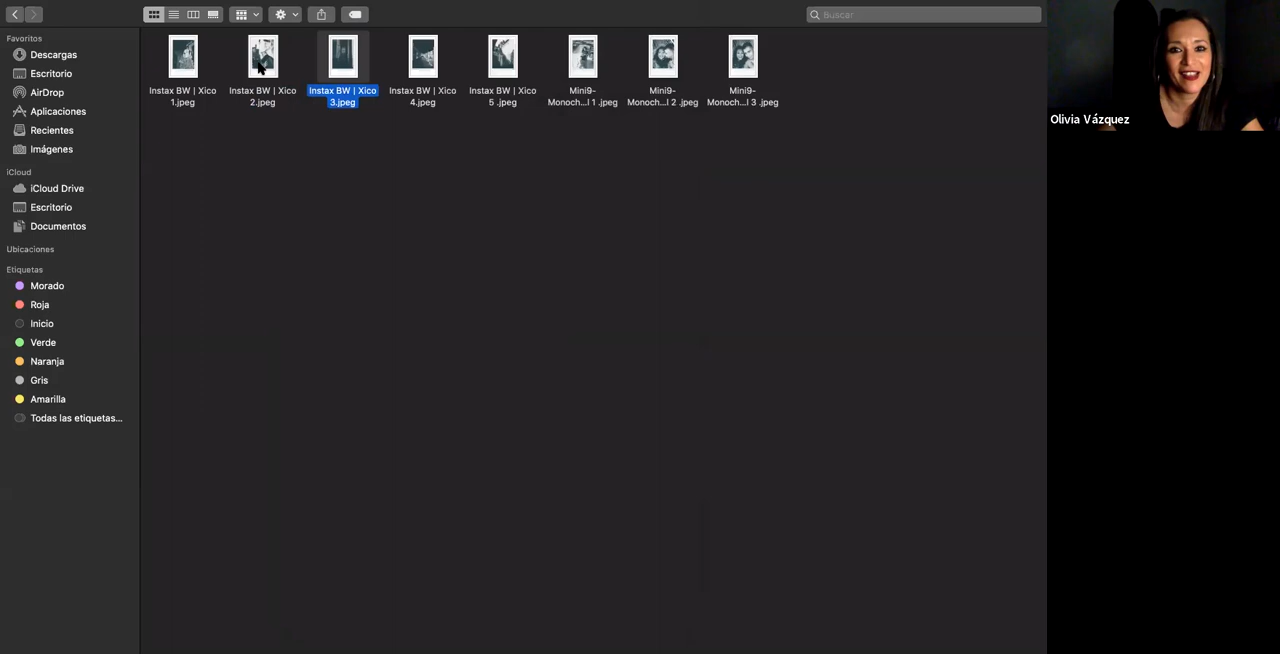 Buscar
Favoritos
Descargas
Escritorio
AirDrop
Aplicaciones
Recientes
Imágenes
iCloud
iCloud Drive
Escritorio
Documentos
Ubicaciones
Etiquetas
Morado
Roja
Inicio
Verde
Naranja
Gris
Amarilla
Todas las etiquetas...
Instax BW | Xico
1.jpeg
Instax BW | Xico
2.jpeg
Instax BW | Xico
3.jpeg
Instax BW | Xico
4.jpeg
Instax BW | Xico
5 .jpeg
Mini9-
Monoch...l 1 .jpeg
Mini9-
Monoch...l 2 .jpeg
Mini9-
Monoch...l 3 .jpeg
Olivia Vázquez